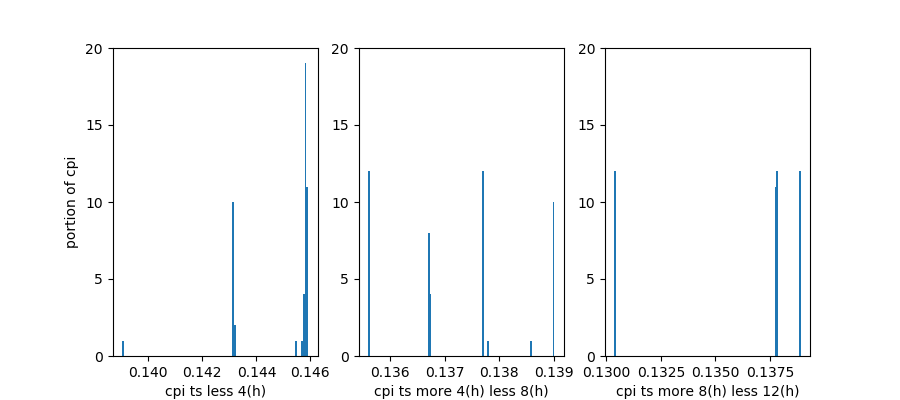 20
15
10
5
0
portion of cpi
0.140 0.142 0.144 0.146
cpi ts less 4(h)
20
15
10
5
0
0.136 0.137 0.138 0.139
cpi ts more 4(h) less 8(h)
20
15
10
5
0
0.1300 0.1325 0.1350 0.1375
cpi ts more 8(h) less 12(h)